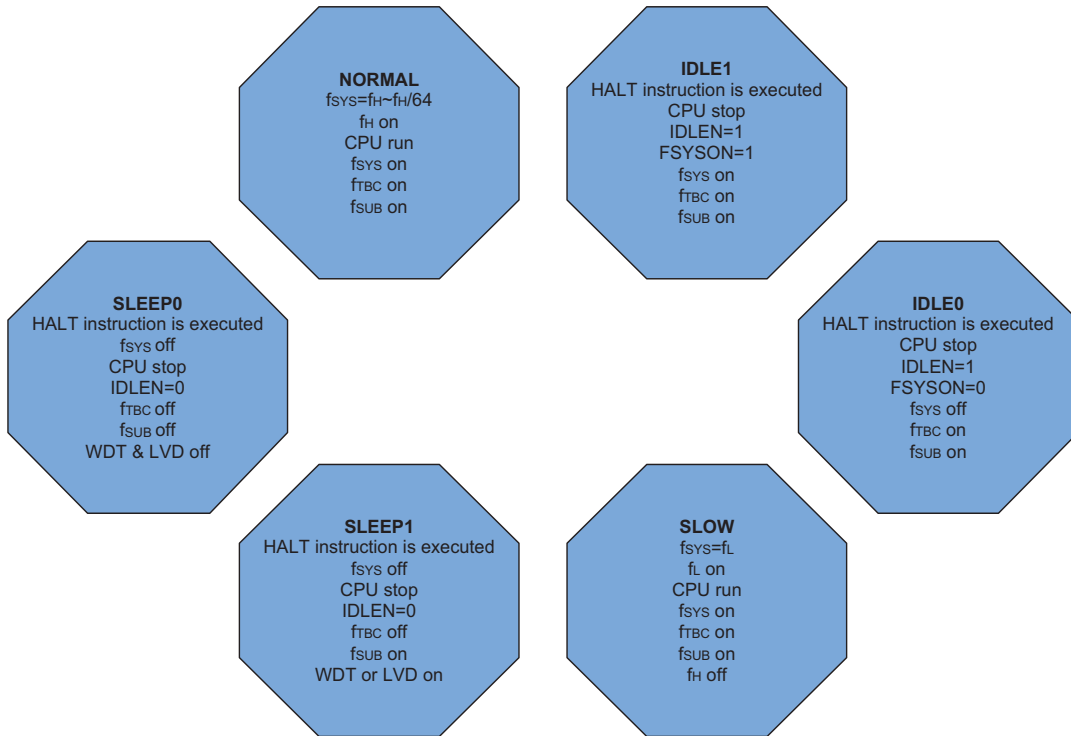 NORMAL
fSYS=fH~fH/64
fH on
CPU run
fSYS on
fTBC on
fSUB on
IDLE1
HALT instruction is executed
CPU stop
IDLEN=1
FSYSON=1
fSYS on
fTBC on
fSUB on
SLEEP0
HALT instruction is executed
fSYS off
CPU stop
IDLEN=0
fTBC off
fSUB off
WDT & LVD off
IDLE0
HALT instruction is executed
CPU stop
IDLEN=1
FSYSON=0
fSYS off
fTBC on
fSUB on
SLEEP1
HALT instruction is executed
fSYS off
CPU stop
IDLEN=0
fTBC off
fSUB on
WDT or LVD on
SLOW
fSYS=fL
fL on
CPU run
fSYS on
fTBC on
fSUB on
fH off